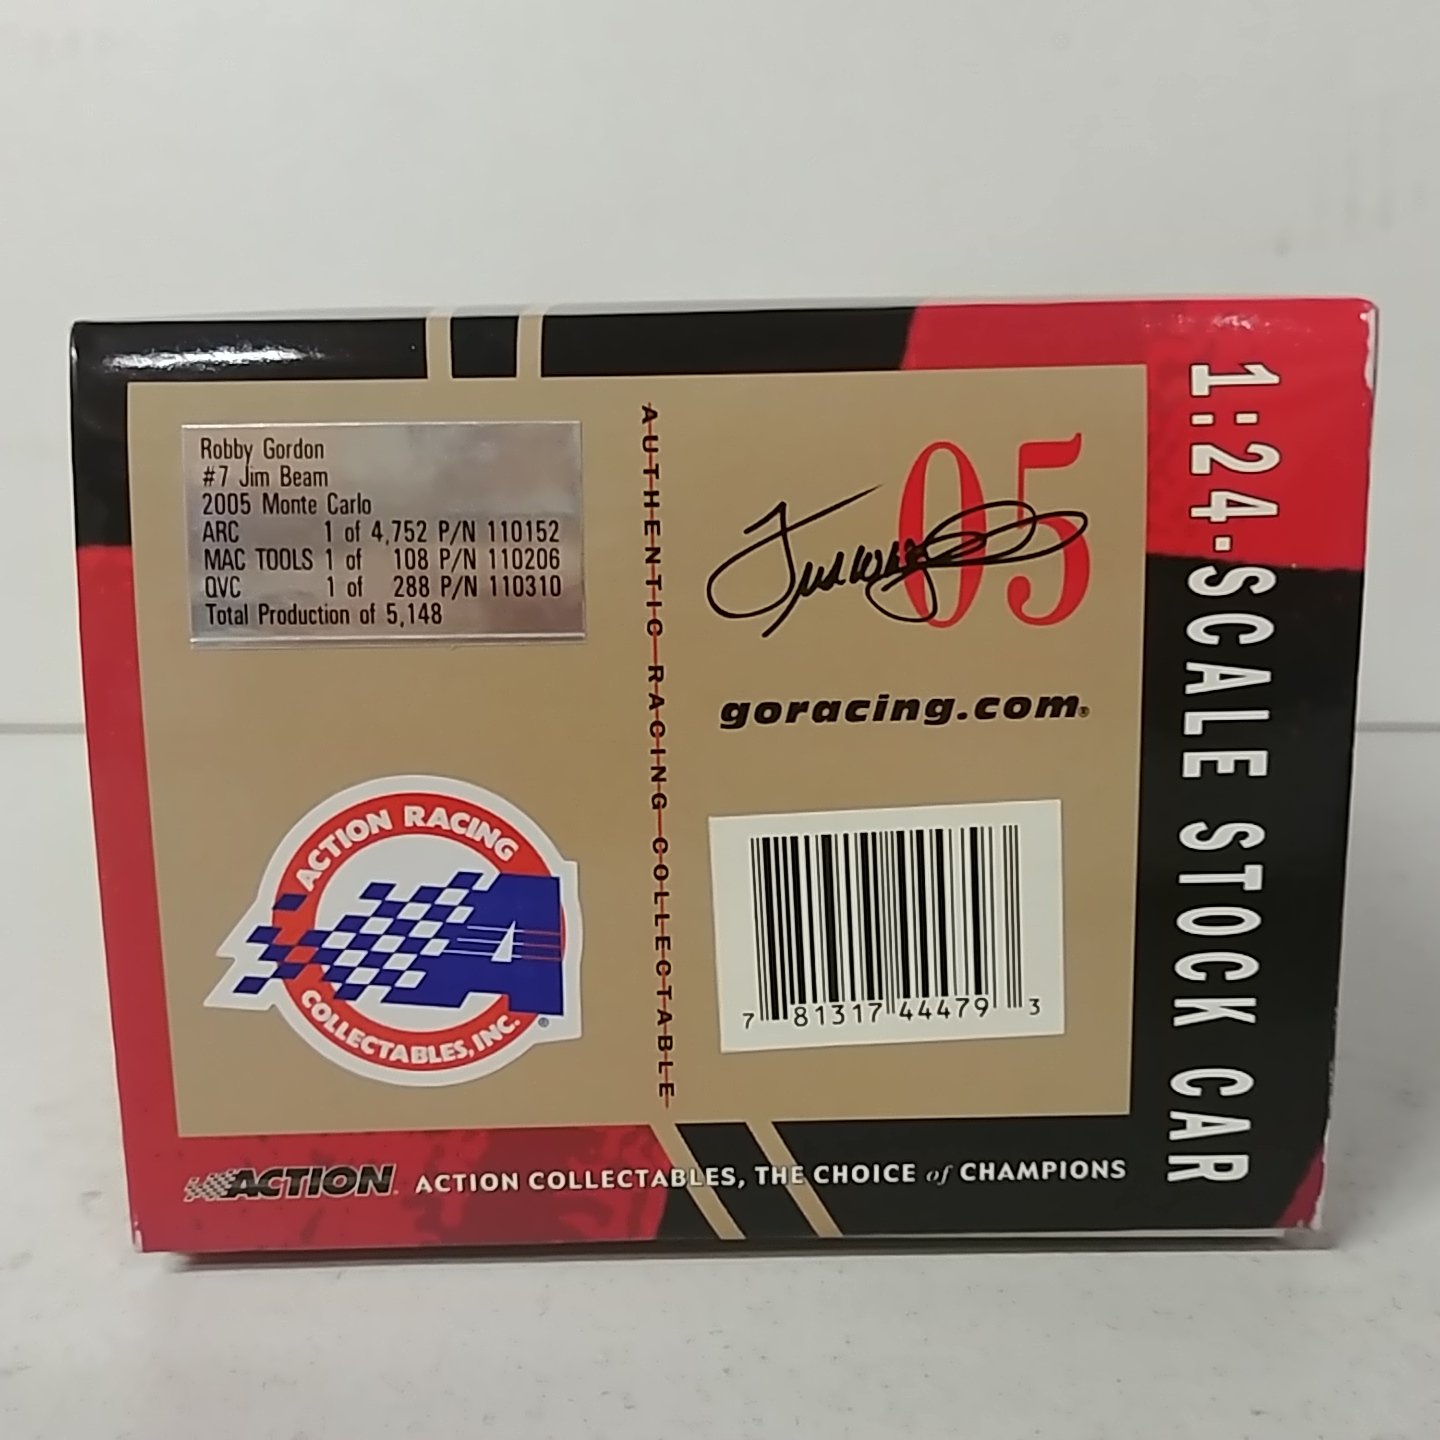 Robby Gordon
#7 Jim Beam
2005 Monte Carlo
ARC 1 of 4,752 P/N 110152
MAC TOOLS 1 of 108 P/N 110206
QVC 1 of 288 P/N 110310
Total Production of 5,148
AUTHENTIC RACING COLLECTABLE
05
goracing.com®
ACTION RACING
COLLECTABLES, INC.
®
7 81317 44479 3
ACTION
ACTION COLLECTABLES, THE CHOICE of CHAMPIONS
1:24-SCALE STOCK CAR